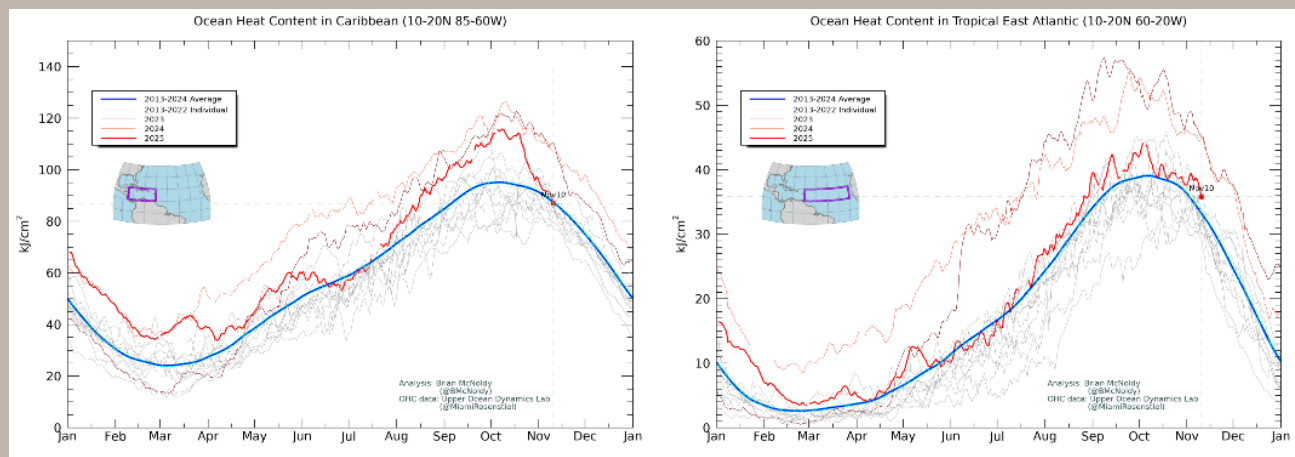 Ocean Heat Content in Caribbean (10-20N 85-60W)
140
120
100
80
60
40
20
0
kJ/cm²
2013-2024 Average
2013-2022 Individual
2023
2024
2025
Nov10
Analysis: Brian McNoldy
(@BMcNoldy)
OHC data: Upper Ocean Dynamics Lab
(@MiamiRosenstiel)
Jan Feb Mar Apr May Jun Jul Aug Sep Oct Nov Dec Jan
Ocean Heat Content in Tropical East Atlantic (10-20N 60-20W)
60
50
40
30
20
10
0
kJ/cm²
2013-2024 Average
2013-2022 Individual
2023
2024
2025
Nov10
Analysis: Brian McNoldy
(@BMcNoldy)
OHC data: Upper Ocean Dynamics Lab
(@MiamiRosenstiel)
Jan Feb Mar Apr May Jun Jul Aug Sep Oct Nov Dec Jan